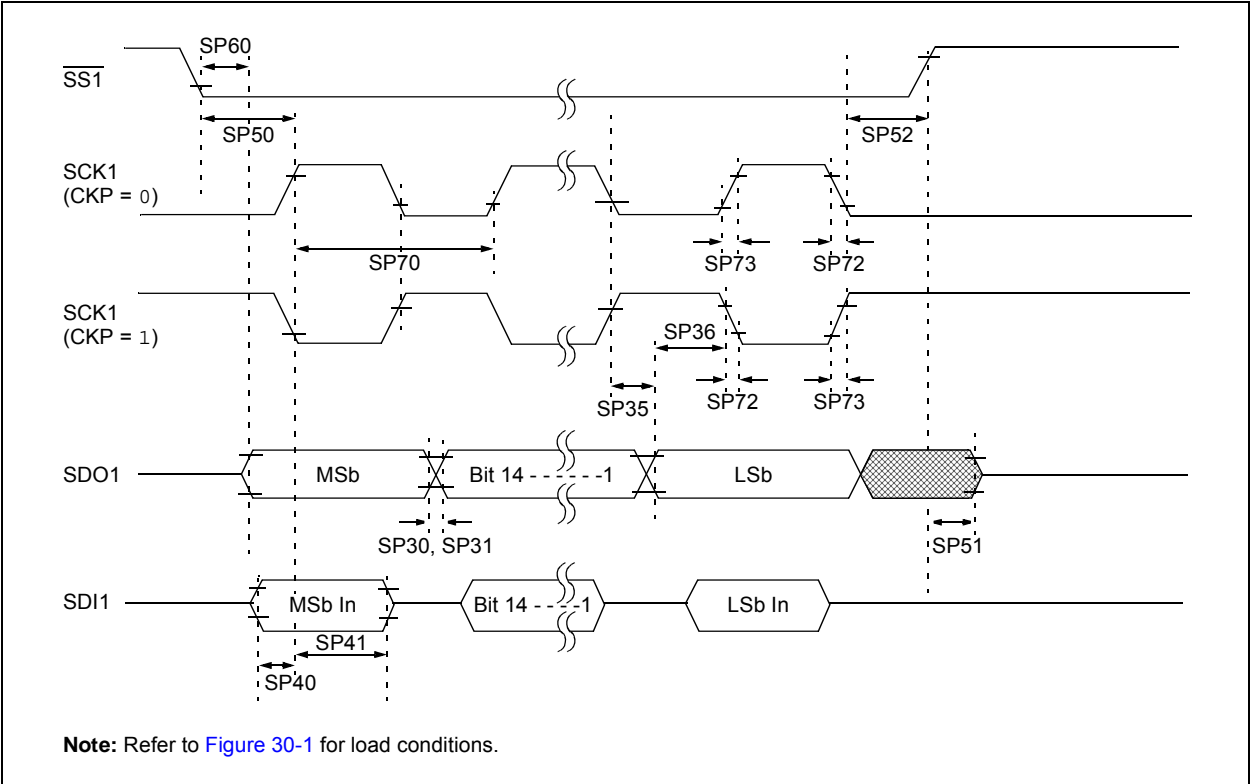 SP60
SS1
SP50
SP52
SCK1
(CKP = 0)
SP70
SP73
SP72
SCK1
(CKP = 1)
SP36
SP35
SP72
SP73
SDO1
MSb
Bit 14 - - - - - -1
LSb
SP30, SP31
SP51
SDI1
MSb In
Bit 14 - - - -1
LSb In
SP41
SP40
Note: Refer to Figure 30-1 for load conditions.